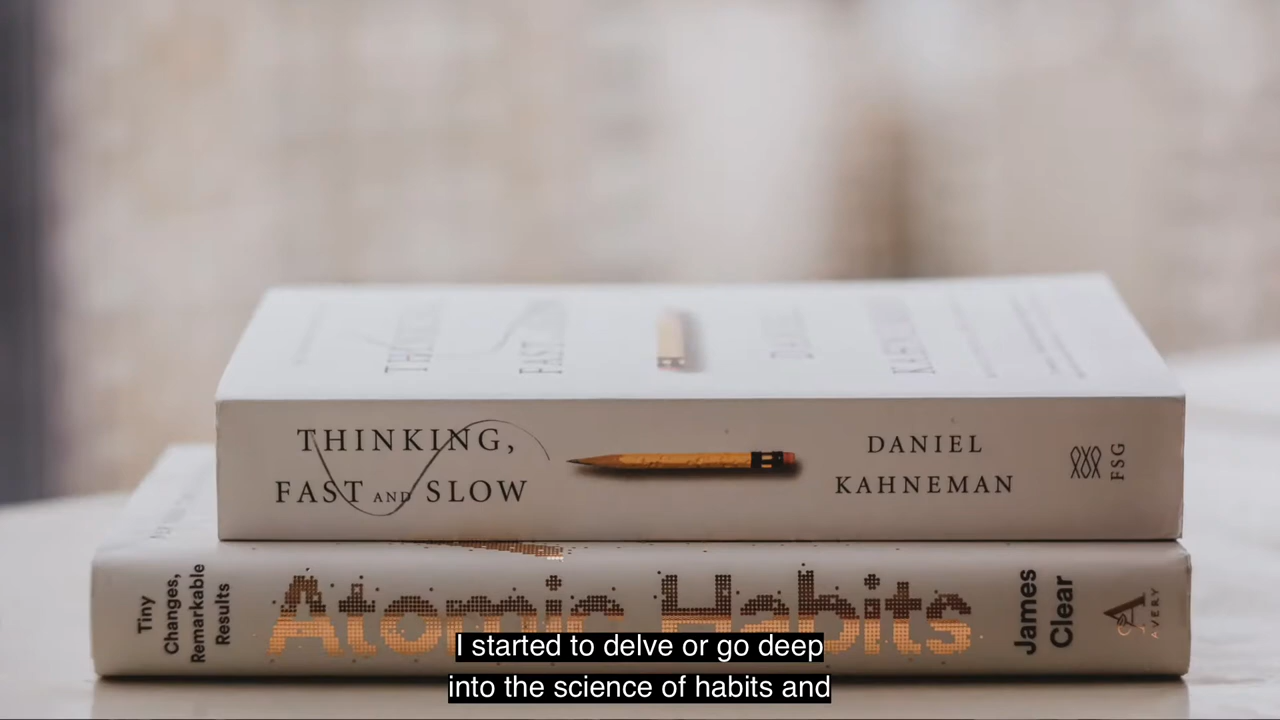 THINKING,
FAST AND SLOW
DANIEL
KAHNEMAN
FSG
Tiny
Changes,
Remarkable
Results
Atomic Habits
James
Clear
AVERY
I started to delve or go deep
into the science of habits and